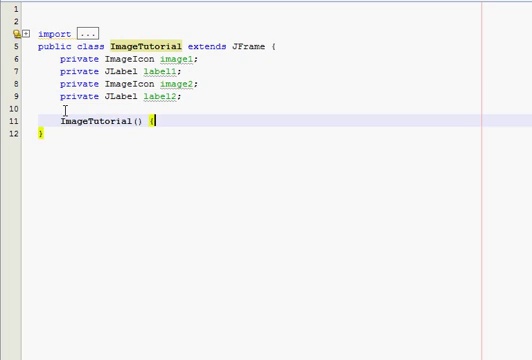 1
2
import ...
5 public class ImageTutorial extends JFrame {
6 private ImageIcon image1;
7 private JLabel label1;
8 private ImageIcon image2;
9 private JLabel label2;
10
11 ImageTutorial() {
12 }